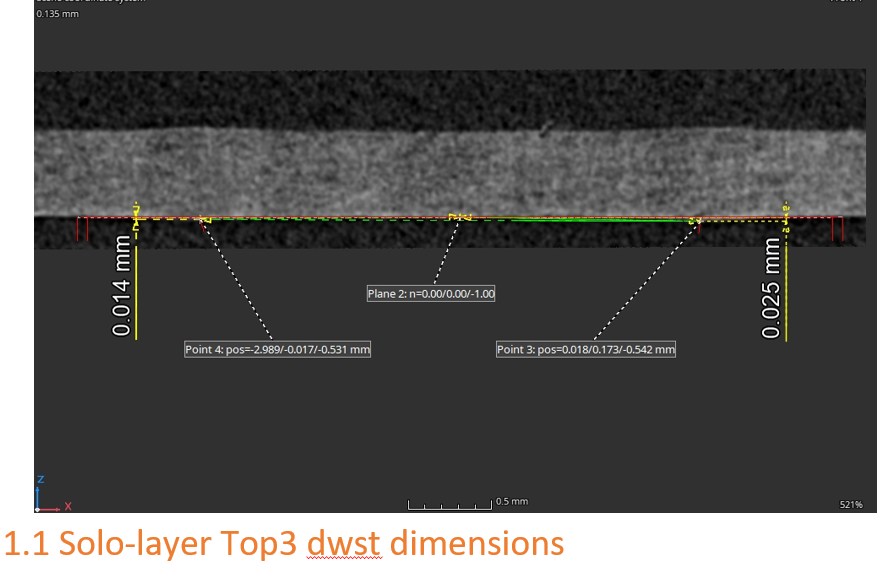 0.135 mm
0.014 mm
0.025 mm
Plane 2: n=0.00/0.00/-1.00
Point 4: pos=-2.989/-0.017/-0.531 mm
Point 3: pos=0.018/0.173/-0.542 mm
Z
X
0.5 mm
521%
1.1 Solo-layer Top3 dwst dimensions